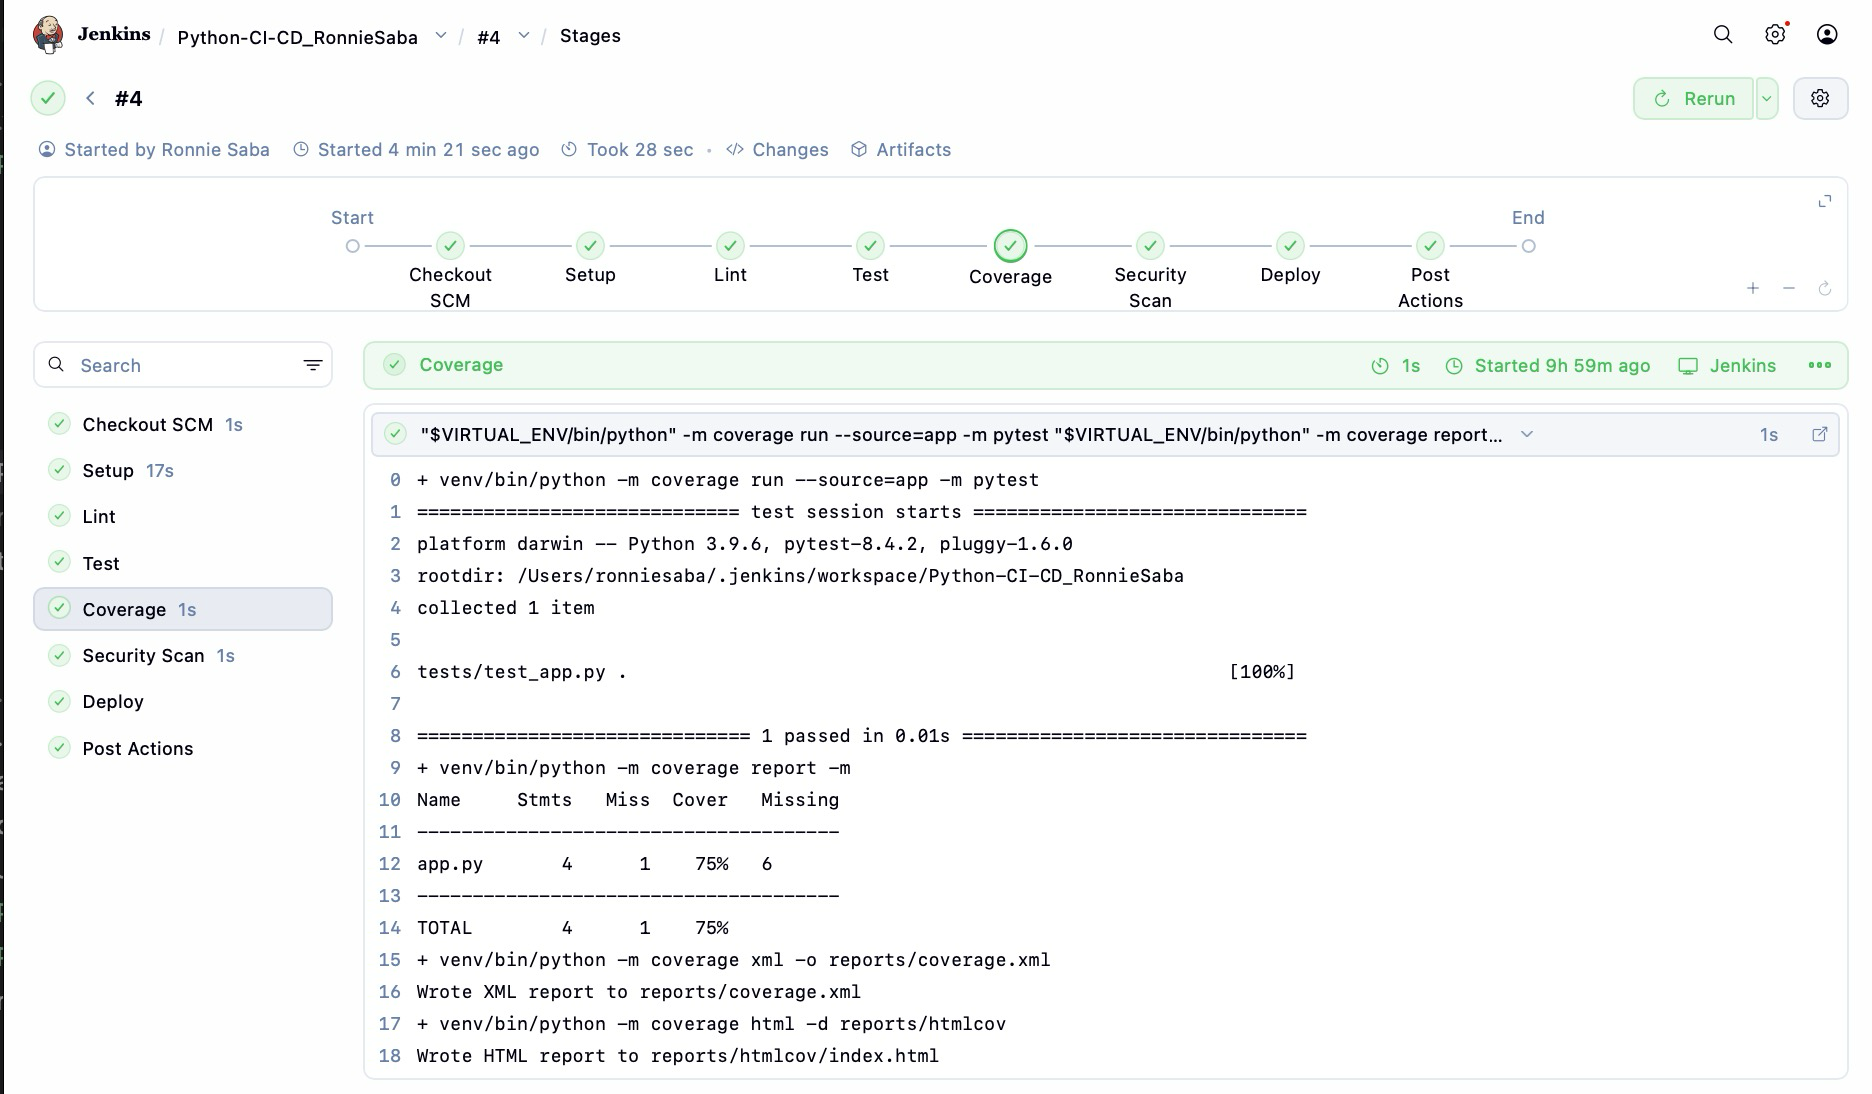 Jenkins / Python-CI-CD_RonnieSaba / #4 / Stages
#4
Rerun
Started by Ronnie Saba Started 4 min 21 sec ago Took 28 sec Changes Artifacts
Start
End
Checkout SCM
Setup
Lint
Test
Coverage
Security Scan
Deploy
Post Actions
Search
Checkout SCM 1s
Setup 17s
Lint
Test
Coverage 1s
Security Scan 1s
Deploy
Post Actions
Coverage 1s Started 9h 59m ago Jenkins
"$VIRTUAL_ENV/bin/python" -m coverage run --source=app -m pytest "$VIRTUAL_ENV/bin/python" -m coverage report... 1s
0 + venv/bin/python -m coverage run --source=app -m pytest
1 ============================= test session starts ==============================
2 platform darwin -- Python 3.9.6, pytest-8.4.2, pluggy-1.6.0
3 rootdir: /Users/ronniesaba/.jenkins/workspace/Python-CI-CD_RonnieSaba
4 collected 1 item
5
6 tests/test_app.py . [100%]
7
8 ============================== 1 passed in 0.01s ===============================
9 + venv/bin/python -m coverage report -m
10 Name     Stmts   Miss  Cover   Missing
11 --------------------------------------
12 app.py       4      1    75%   6
13 --------------------------------------
14 TOTAL        4      1    75%
15 + venv/bin/python -m coverage xml -o reports/coverage.xml
16 Wrote XML report to reports/coverage.xml
17 + venv/bin/python -m coverage html -d reports/htmlcov
18 Wrote HTML report to reports/htmlcov/index.html